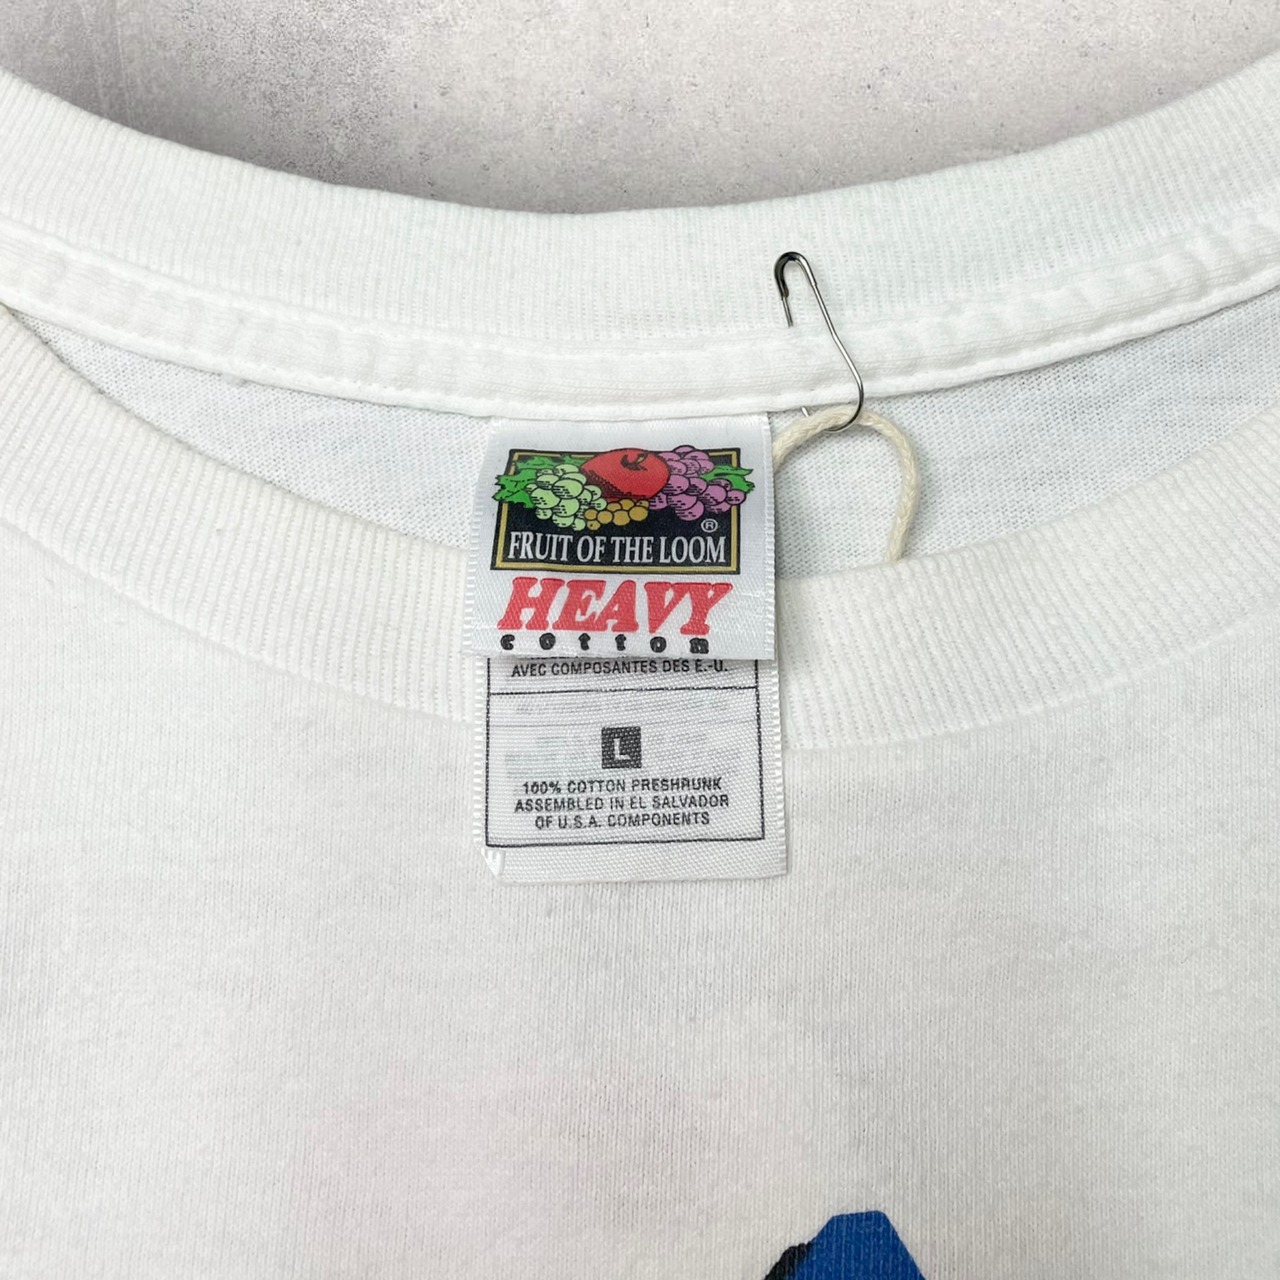 ®
FRUIT OF THE LOOM
HEAVY
cotton
AVEC COMPOSANTES DES É.-U.
L
100% COTTON PRESHRUNK
ASSEMBLED IN EL SALVADOR
OF U.S.A. COMPONENTS